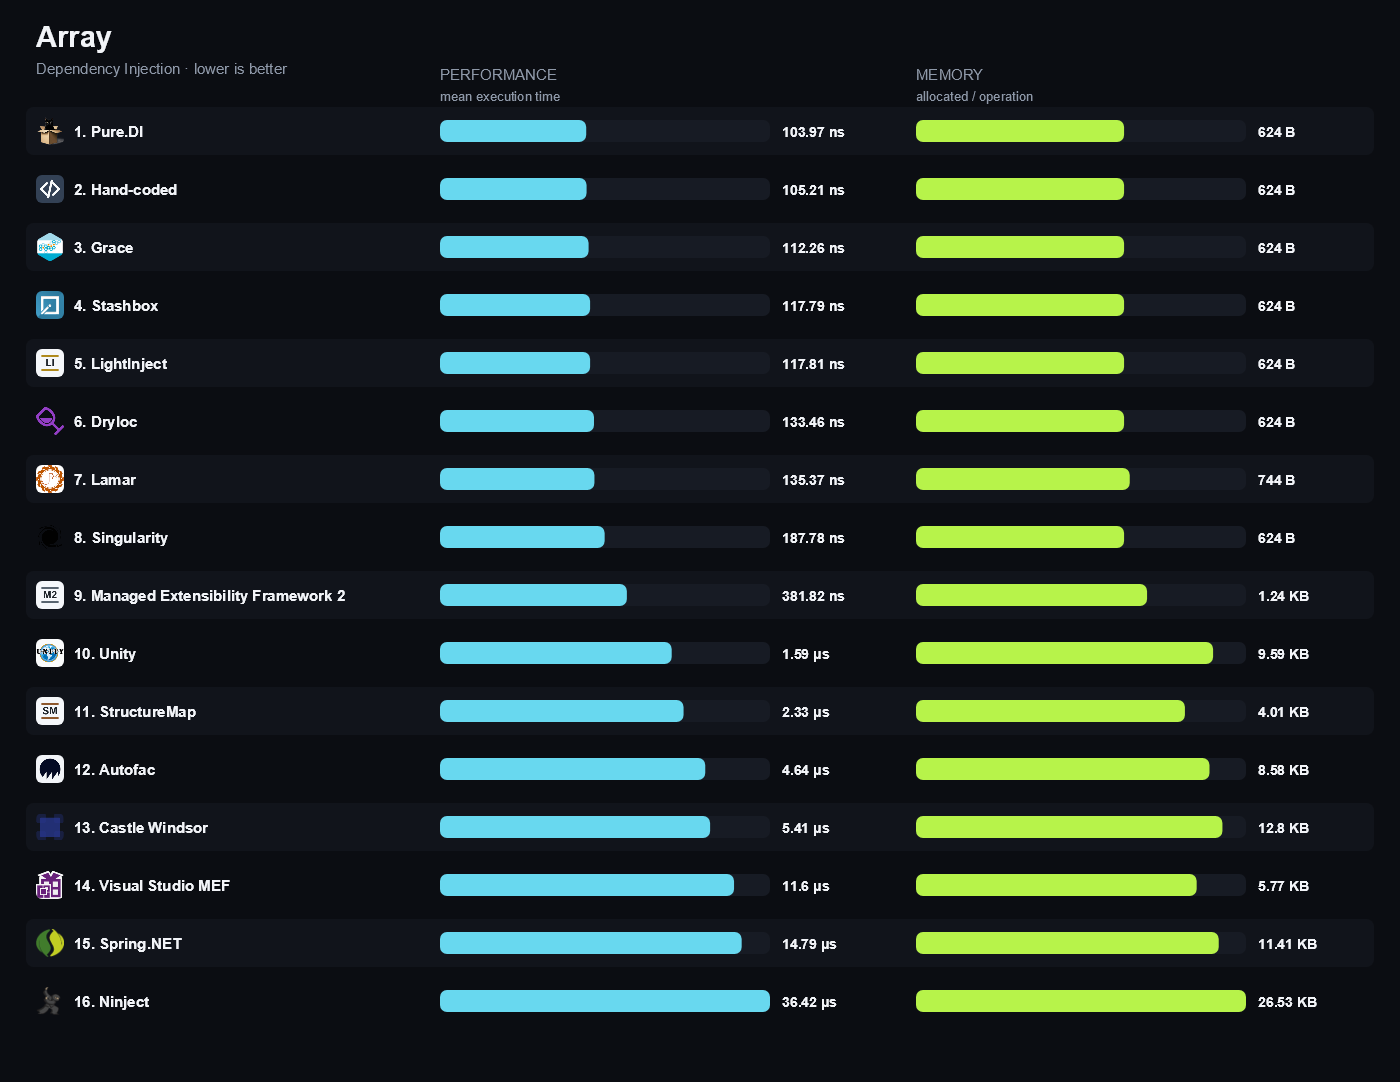 Array
Dependency Injection · lower is better
PERFORMANCE
mean execution time
MEMORY
allocated / operation
1. Pure.DI 103.97 ns 624 B
2. Hand-coded 105.21 ns 624 B
3. Grace 112.26 ns 624 B
4. Stashbox 117.79 ns 624 B
LI
5. LightInject 117.81 ns 624 B
6. DryIoc 133.46 ns 624 B
7. Lamar 135.37 ns 744 B
8. Singularity 187.78 ns 624 B
M2
9. Managed Extensibility Framework 2 381.82 ns 1.24 KB
UNITY
10. Unity 1.59 µs 9.59 KB
SM
11. StructureMap 2.33 µs 4.01 KB
12. Autofac 4.64 µs 8.58 KB
13. Castle Windsor 5.41 µs 12.8 KB
14. Visual Studio MEF 11.6 µs 5.77 KB
15. Spring.NET 14.79 µs 11.41 KB
16. Ninject 36.42 µs 26.53 KB